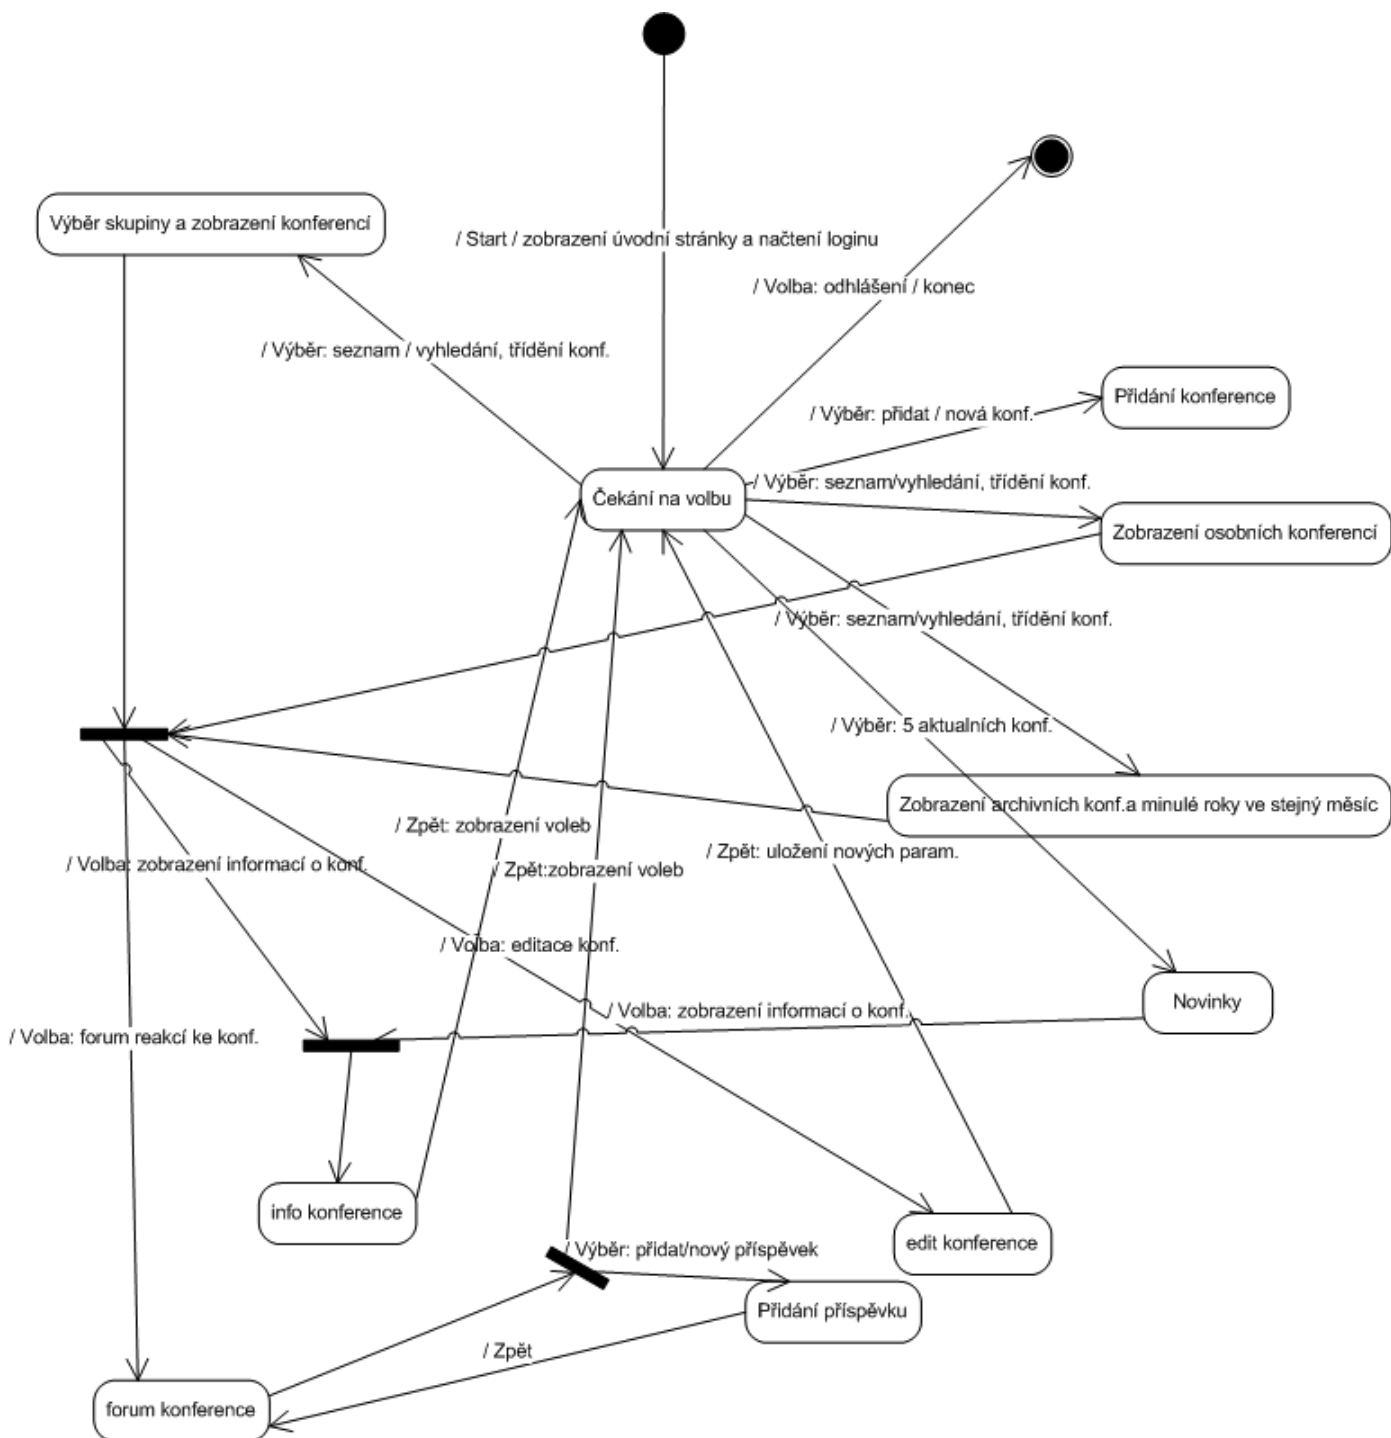 Výběr skupiny a zobrazení konferencí
/ Start / zobrazení úvodní stránky a načtení loginu
/ Volba: odhlášení / konec
/ Výběr: seznam / vyhledání, třídění konf.
Přidání konference
/ Výběr: přidat / nová konf.
/ Výběr: seznam/vyhledání, třídění konf.
Čekání na volbu
Zobrazení osobních konferencí
/ Výběr: seznam/vyhledání, třídění konf.
/ Výběr: 5 aktualních konf.
Zobrazení archivních konf.a minulé roky ve stejný měsíc
/ Zpět: zobrazení voleb
/ Zpět: uložení nových param.
/ Volba: zobrazení informací o konf.
/ Zpět:zobrazení voleb
/ Volba: editace konf.
Novinky
/ Volba: zobrazení informací o konf.
/ Volba: forum reakcí ke konf.
info konference
edit konference
/ Výběr: přidat/nový příspěvek
Přidání příspěvku
/ Zpět
forum konference